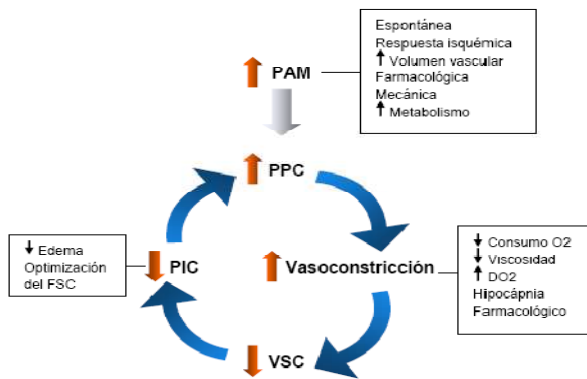 Espontánea
Respuesta isquémica
Volumen vascular
Farmacológica
Mecánica
Metabolismo
PAM
PPC
Edema
Optimización
del FSC
PIC
Vasoconstricción
Consumo O2
Viscosidad
DO2
Hipocápnia
Farmacológico
VSC